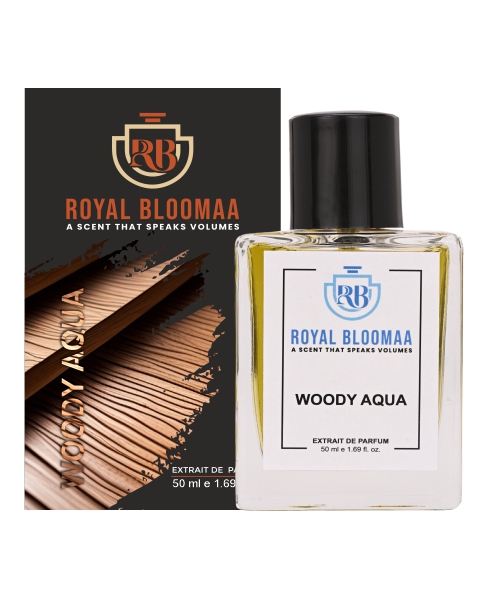 RB
ROYAL BLOOMAA
A SCENT THAT SPEAKS VOLUMES
WOODY AQUA
EXTRAIT DE PA
50 ml e 1.69
RB
ROYAL BLOOMAA
A SCENT THAT SPEAKS VOLUMES
WOODY AQUA
EXTRAIT DE PARFUM
50 ml e 1.69 fl. oz.